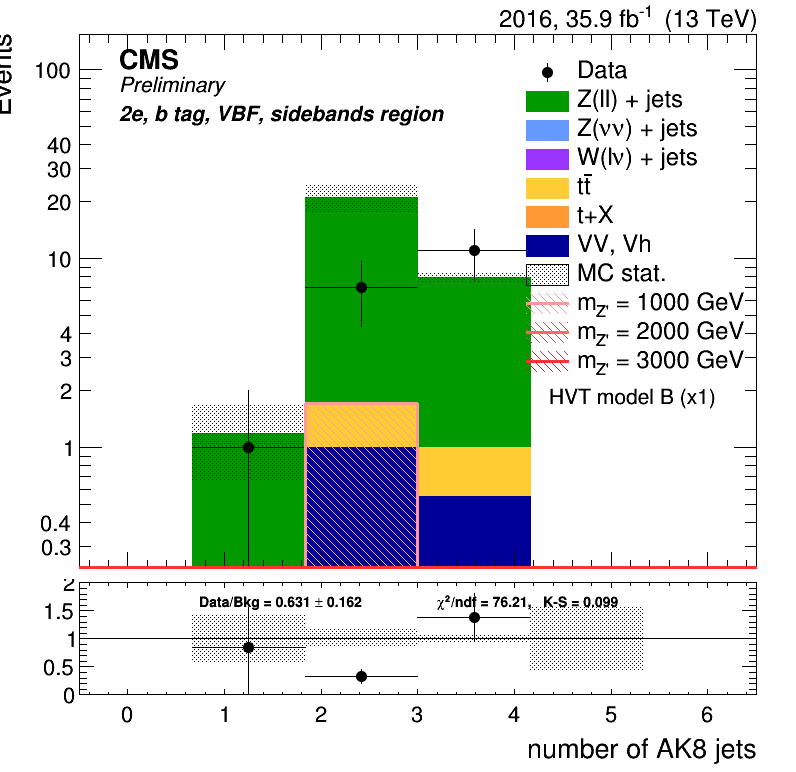 2016, 35.9 fb⁻¹ (13 TeV)
Events
CMS
Preliminary
2e, b tag, VBF, sidebands region
Data
Z(ll) + jets
Z(νν) + jets
W(lν) + jets
tt̄
t+X
VV, Vh
MC stat.
m_Z' = 1000 GeV
m_Z' = 2000 GeV
m_Z' = 3000 GeV
HVT model B (x1)
100
40
30
20
10
4
3
2
1
0.4
0.3
Data/Bkg = 0.631 ± 0.162
χ²/ndf = 76.21, K-S = 0.099
2
1.5
1
0.5
0
0 1 2 3 4 5 6
number of AK8 jets